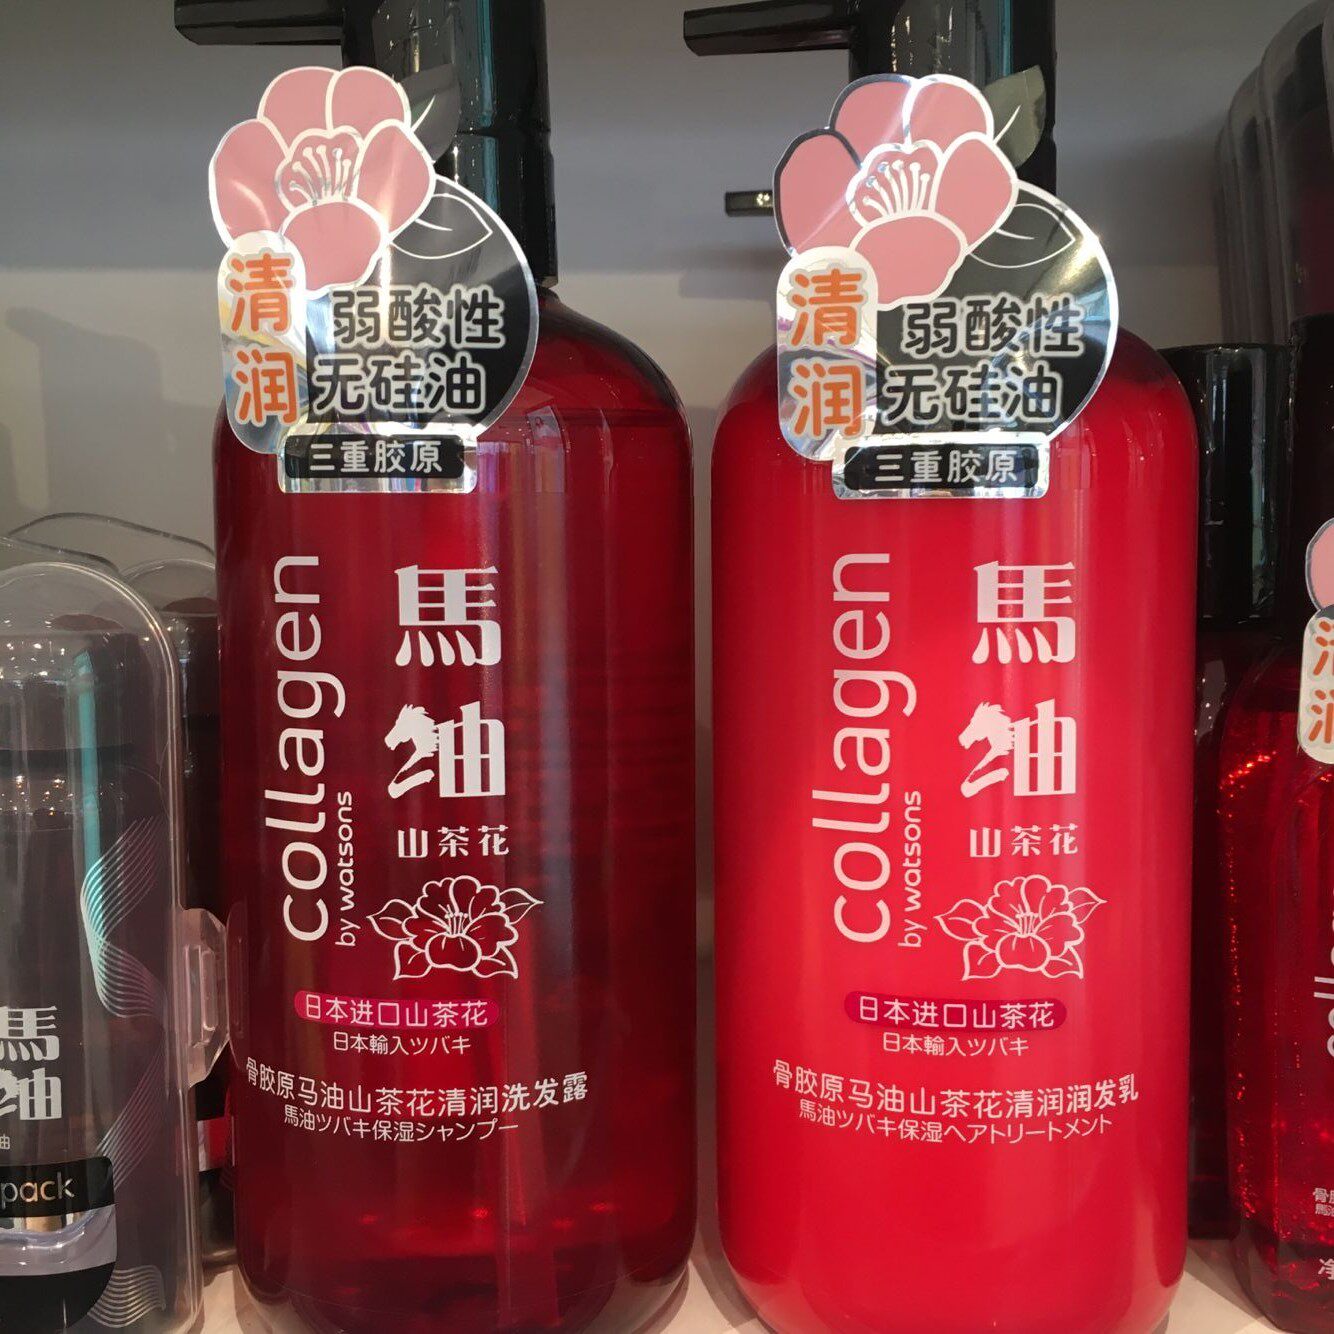 清润
弱酸性
无硅油
三重胶原
collagen
by watsons
馬油
山茶花
日本进口山茶花
日本輸入ツバキ
骨胶原马油山茶花清润洗发露
馬油ツバキ保湿シャンプー
清润
弱酸性
无硅油
三重胶原
collagen
by watsons
馬油
山茶花
日本进口山茶花
日本輸入ツバキ
骨胶原马油山茶花清润润发乳
馬油ツバキ保湿ヘアトリートメント
馬油
pack